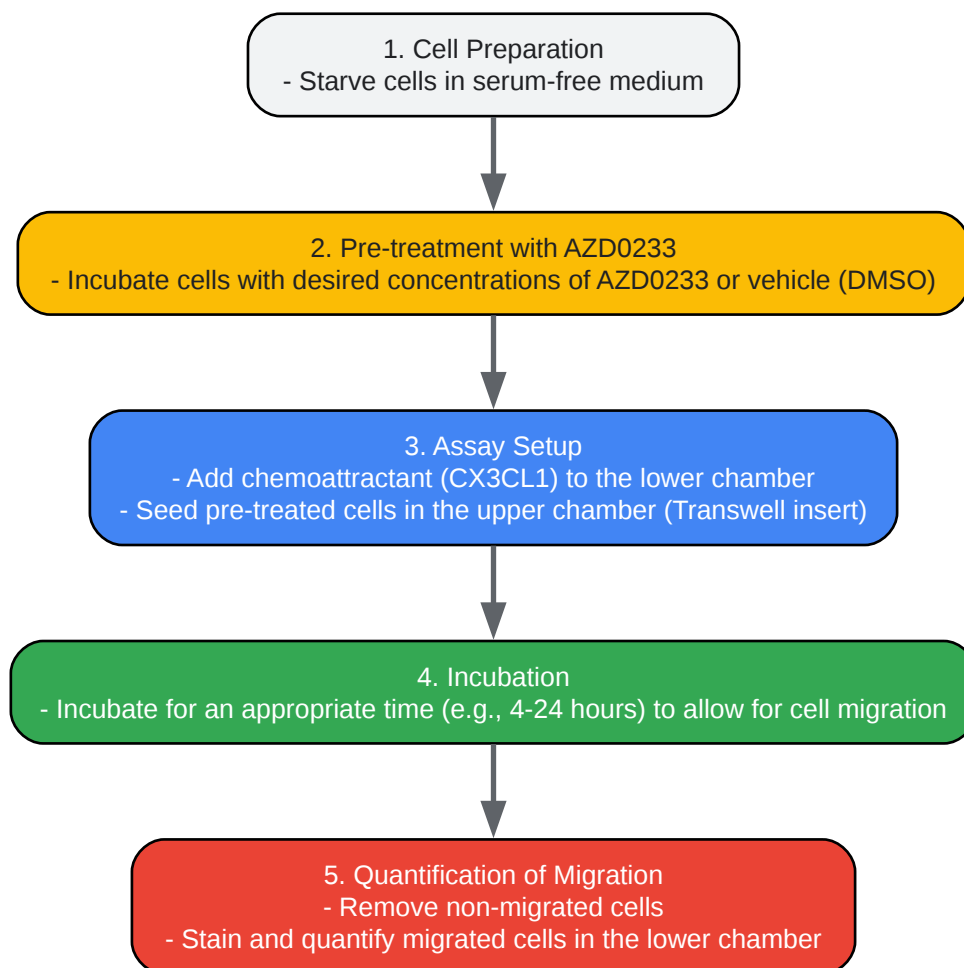 1. Cell Preparation
- Starve cells in serum-free medium
2. Pre-treatment with AZD0233
- Incubate cells with desired concentrations of AZD0233 or vehicle (DMSO)
3. Assay Setup
- Add chemoattractant (CX3CL1) to the lower chamber
- Seed pre-treated cells in the upper chamber (Transwell insert)
4. Incubation
- Incubate for an appropriate time (e.g., 4-24 hours) to allow for cell migration
5. Quantification of Migration
- Remove non-migrated cells
- Stain and quantify migrated cells in the lower chamber